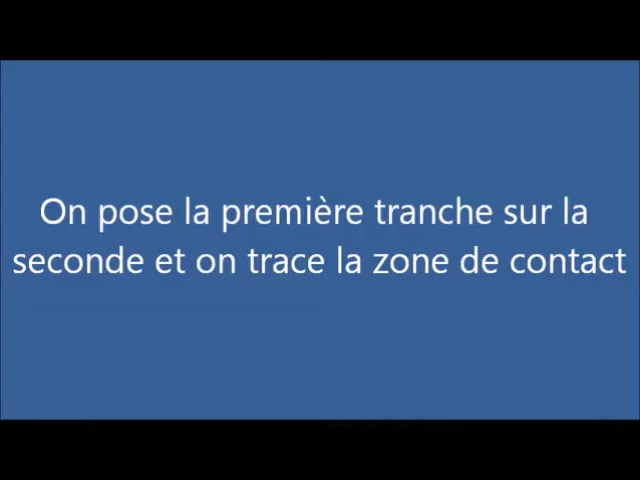 On pose la première tranche sur la
seconde et on trace la zone de contact